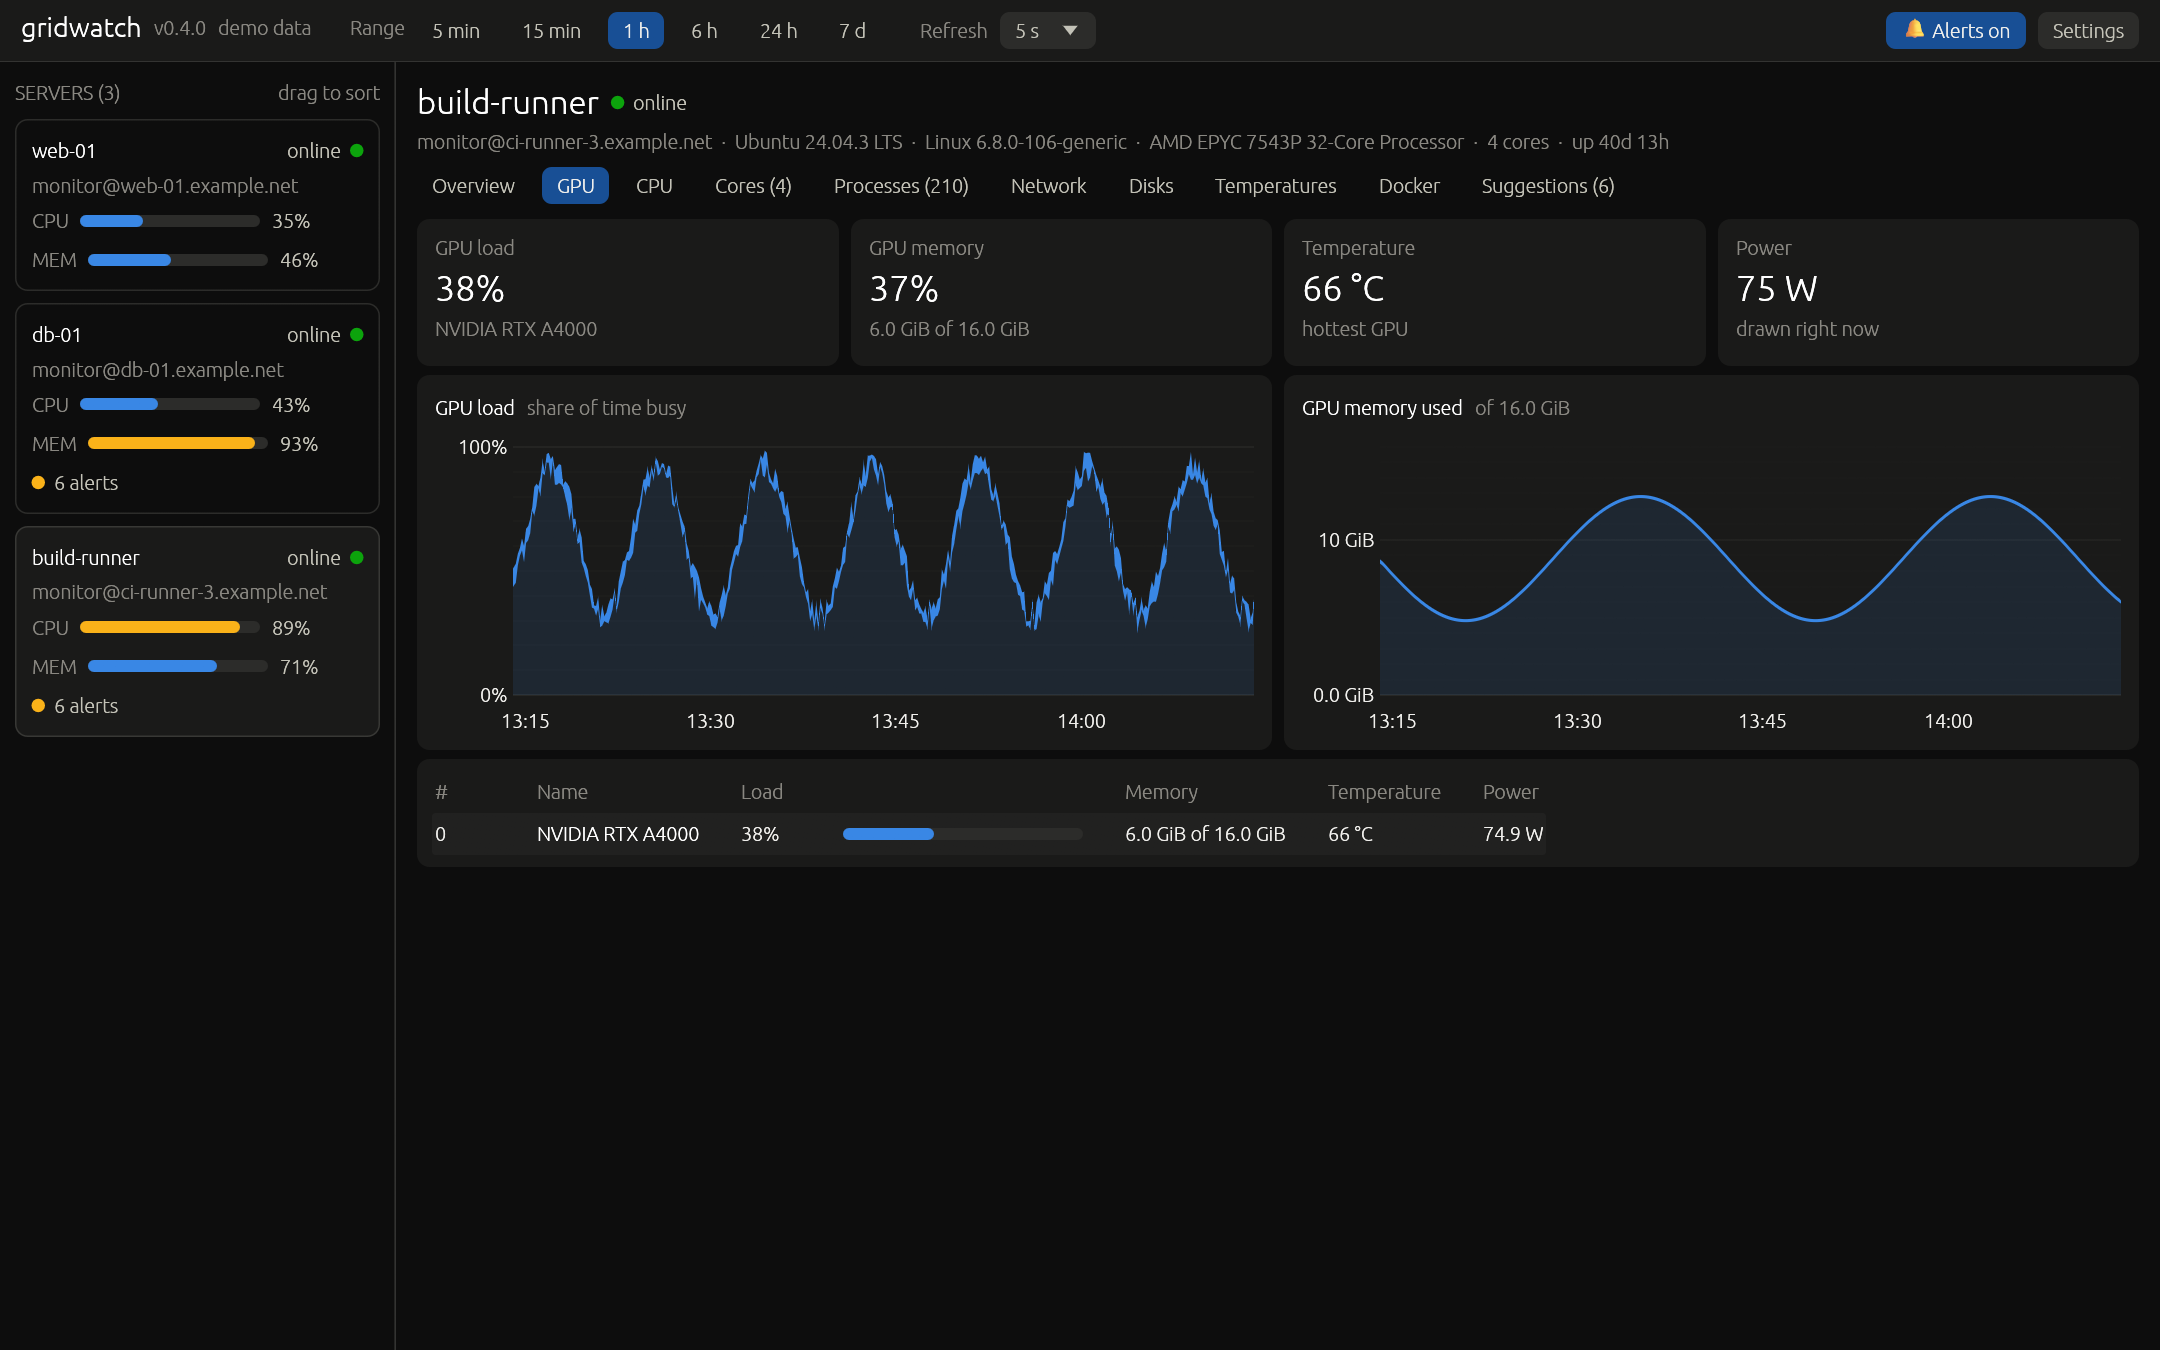 gridwatch v0.4.0 demo data Range 5 min 15 min 1 h 6 h 24 h 7 d Refresh 5 s Alerts on Settings
SERVERS (3) drag to sort
web-01 online
monitor@web-01.example.net
CPU 35%
MEM 46%
db-01 online
monitor@db-01.example.net
CPU 43%
MEM 93%
6 alerts
build-runner online
monitor@ci-runner-3.example.net
CPU 89%
MEM 71%
6 alerts
build-runner online
monitor@ci-runner-3.example.net · Ubuntu 24.04.3 LTS · Linux 6.8.0-106-generic · AMD EPYC 7543P 32-Core Processor · 4 cores · up 40d 13h
Overview GPU CPU Cores (4) Processes (210) Network Disks Temperatures Docker Suggestions (6)
GPU load
38%
NVIDIA RTX A4000
GPU memory
37%
6.0 GiB of 16.0 GiB
Temperature
66 °C
hottest GPU
Power
75 W
drawn right now
GPU load share of time busy
100%
0%
13:15 13:30 13:45 14:00
GPU memory used of 16.0 GiB
10 GiB
0.0 GiB
13:15 13:30 13:45 14:00
# Name Load Memory Temperature Power
0 NVIDIA RTX A4000 38% 6.0 GiB of 16.0 GiB 66 °C 74.9 W